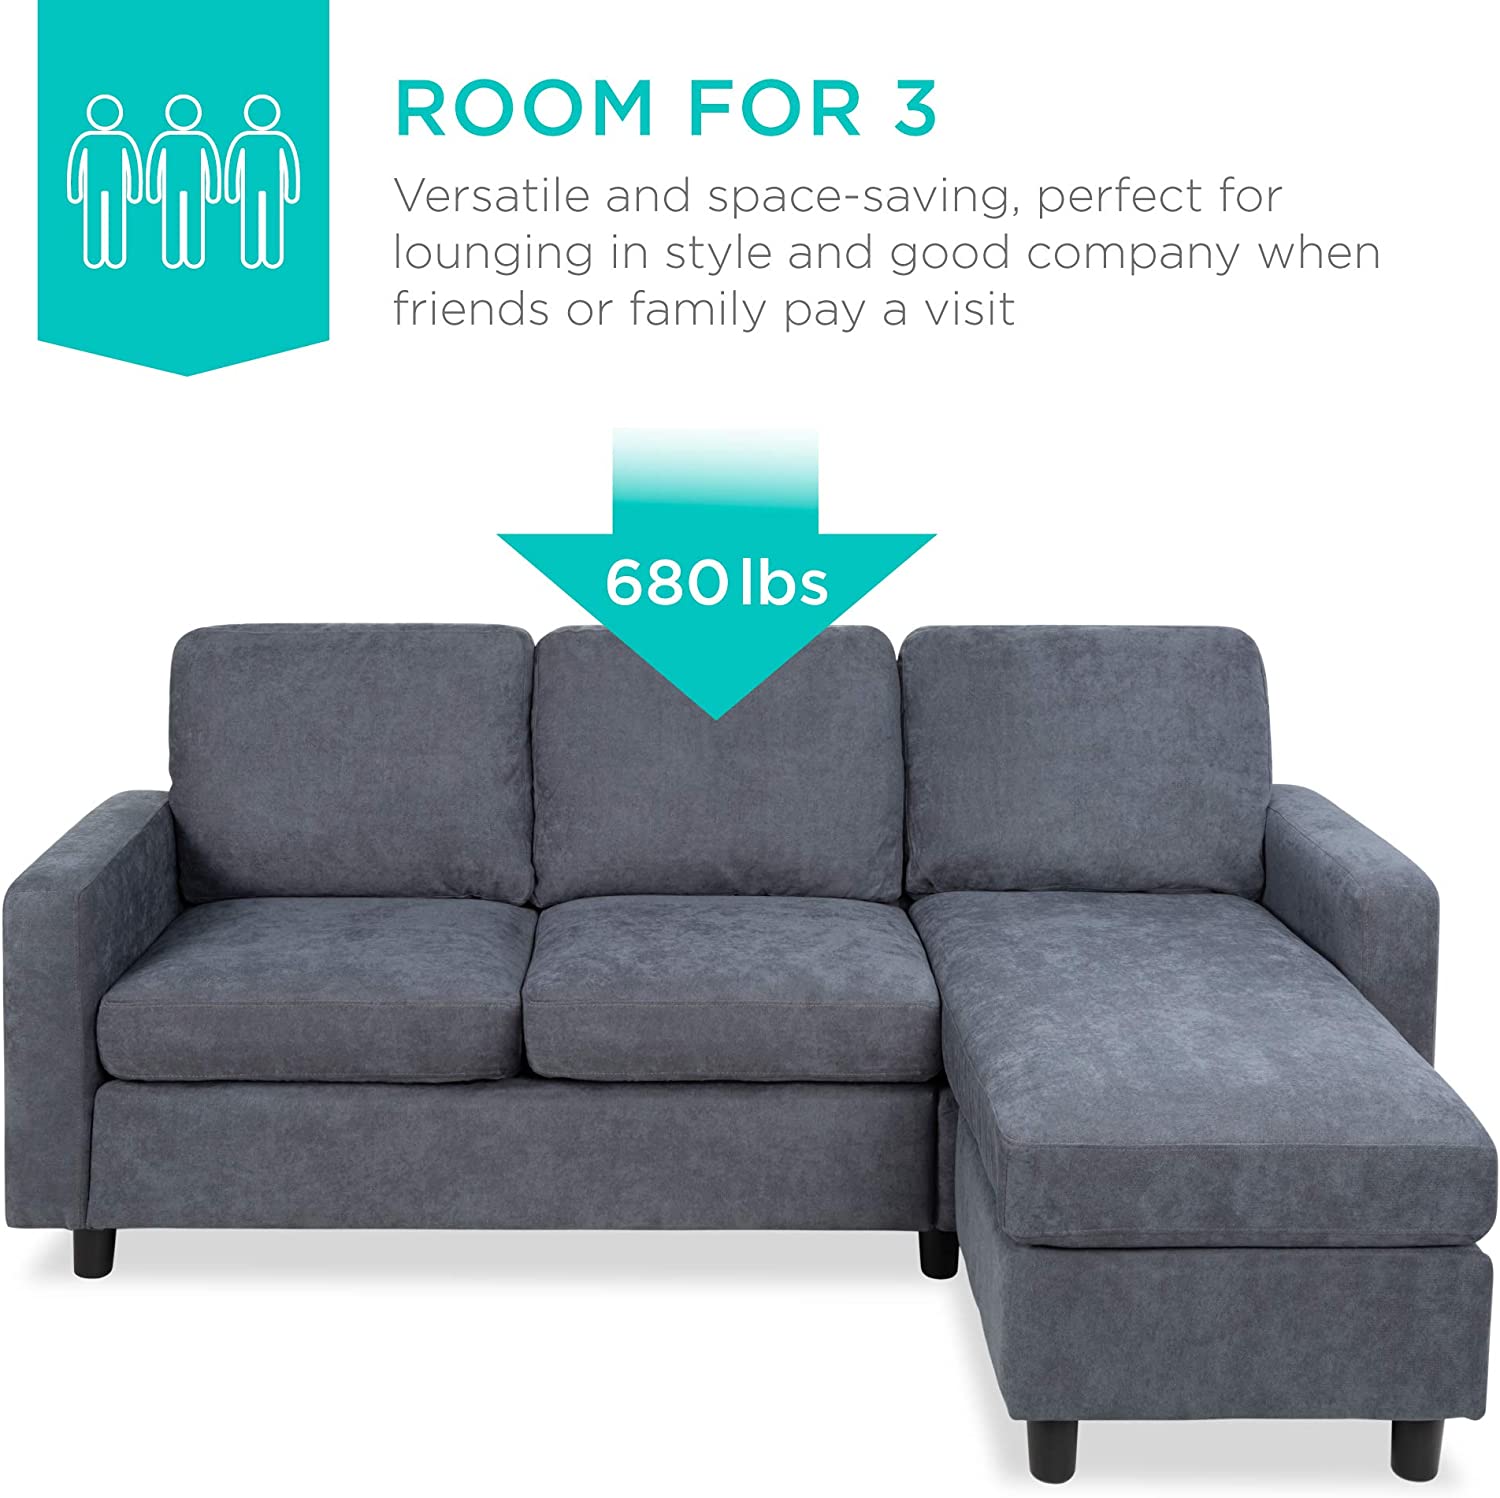 ROOM FOR 3
Versatile and space-saving, perfect for
lounging in style and good company when
friends or family pay a visit
680 lbs